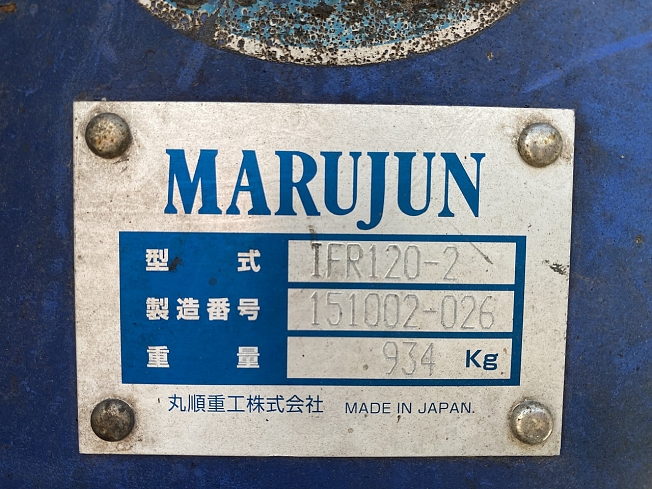 MARUJUN
型式 IFR120-2
製造番号 151002-026
重量 934 Kg
丸順重工株式会社 MADE IN JAPAN.